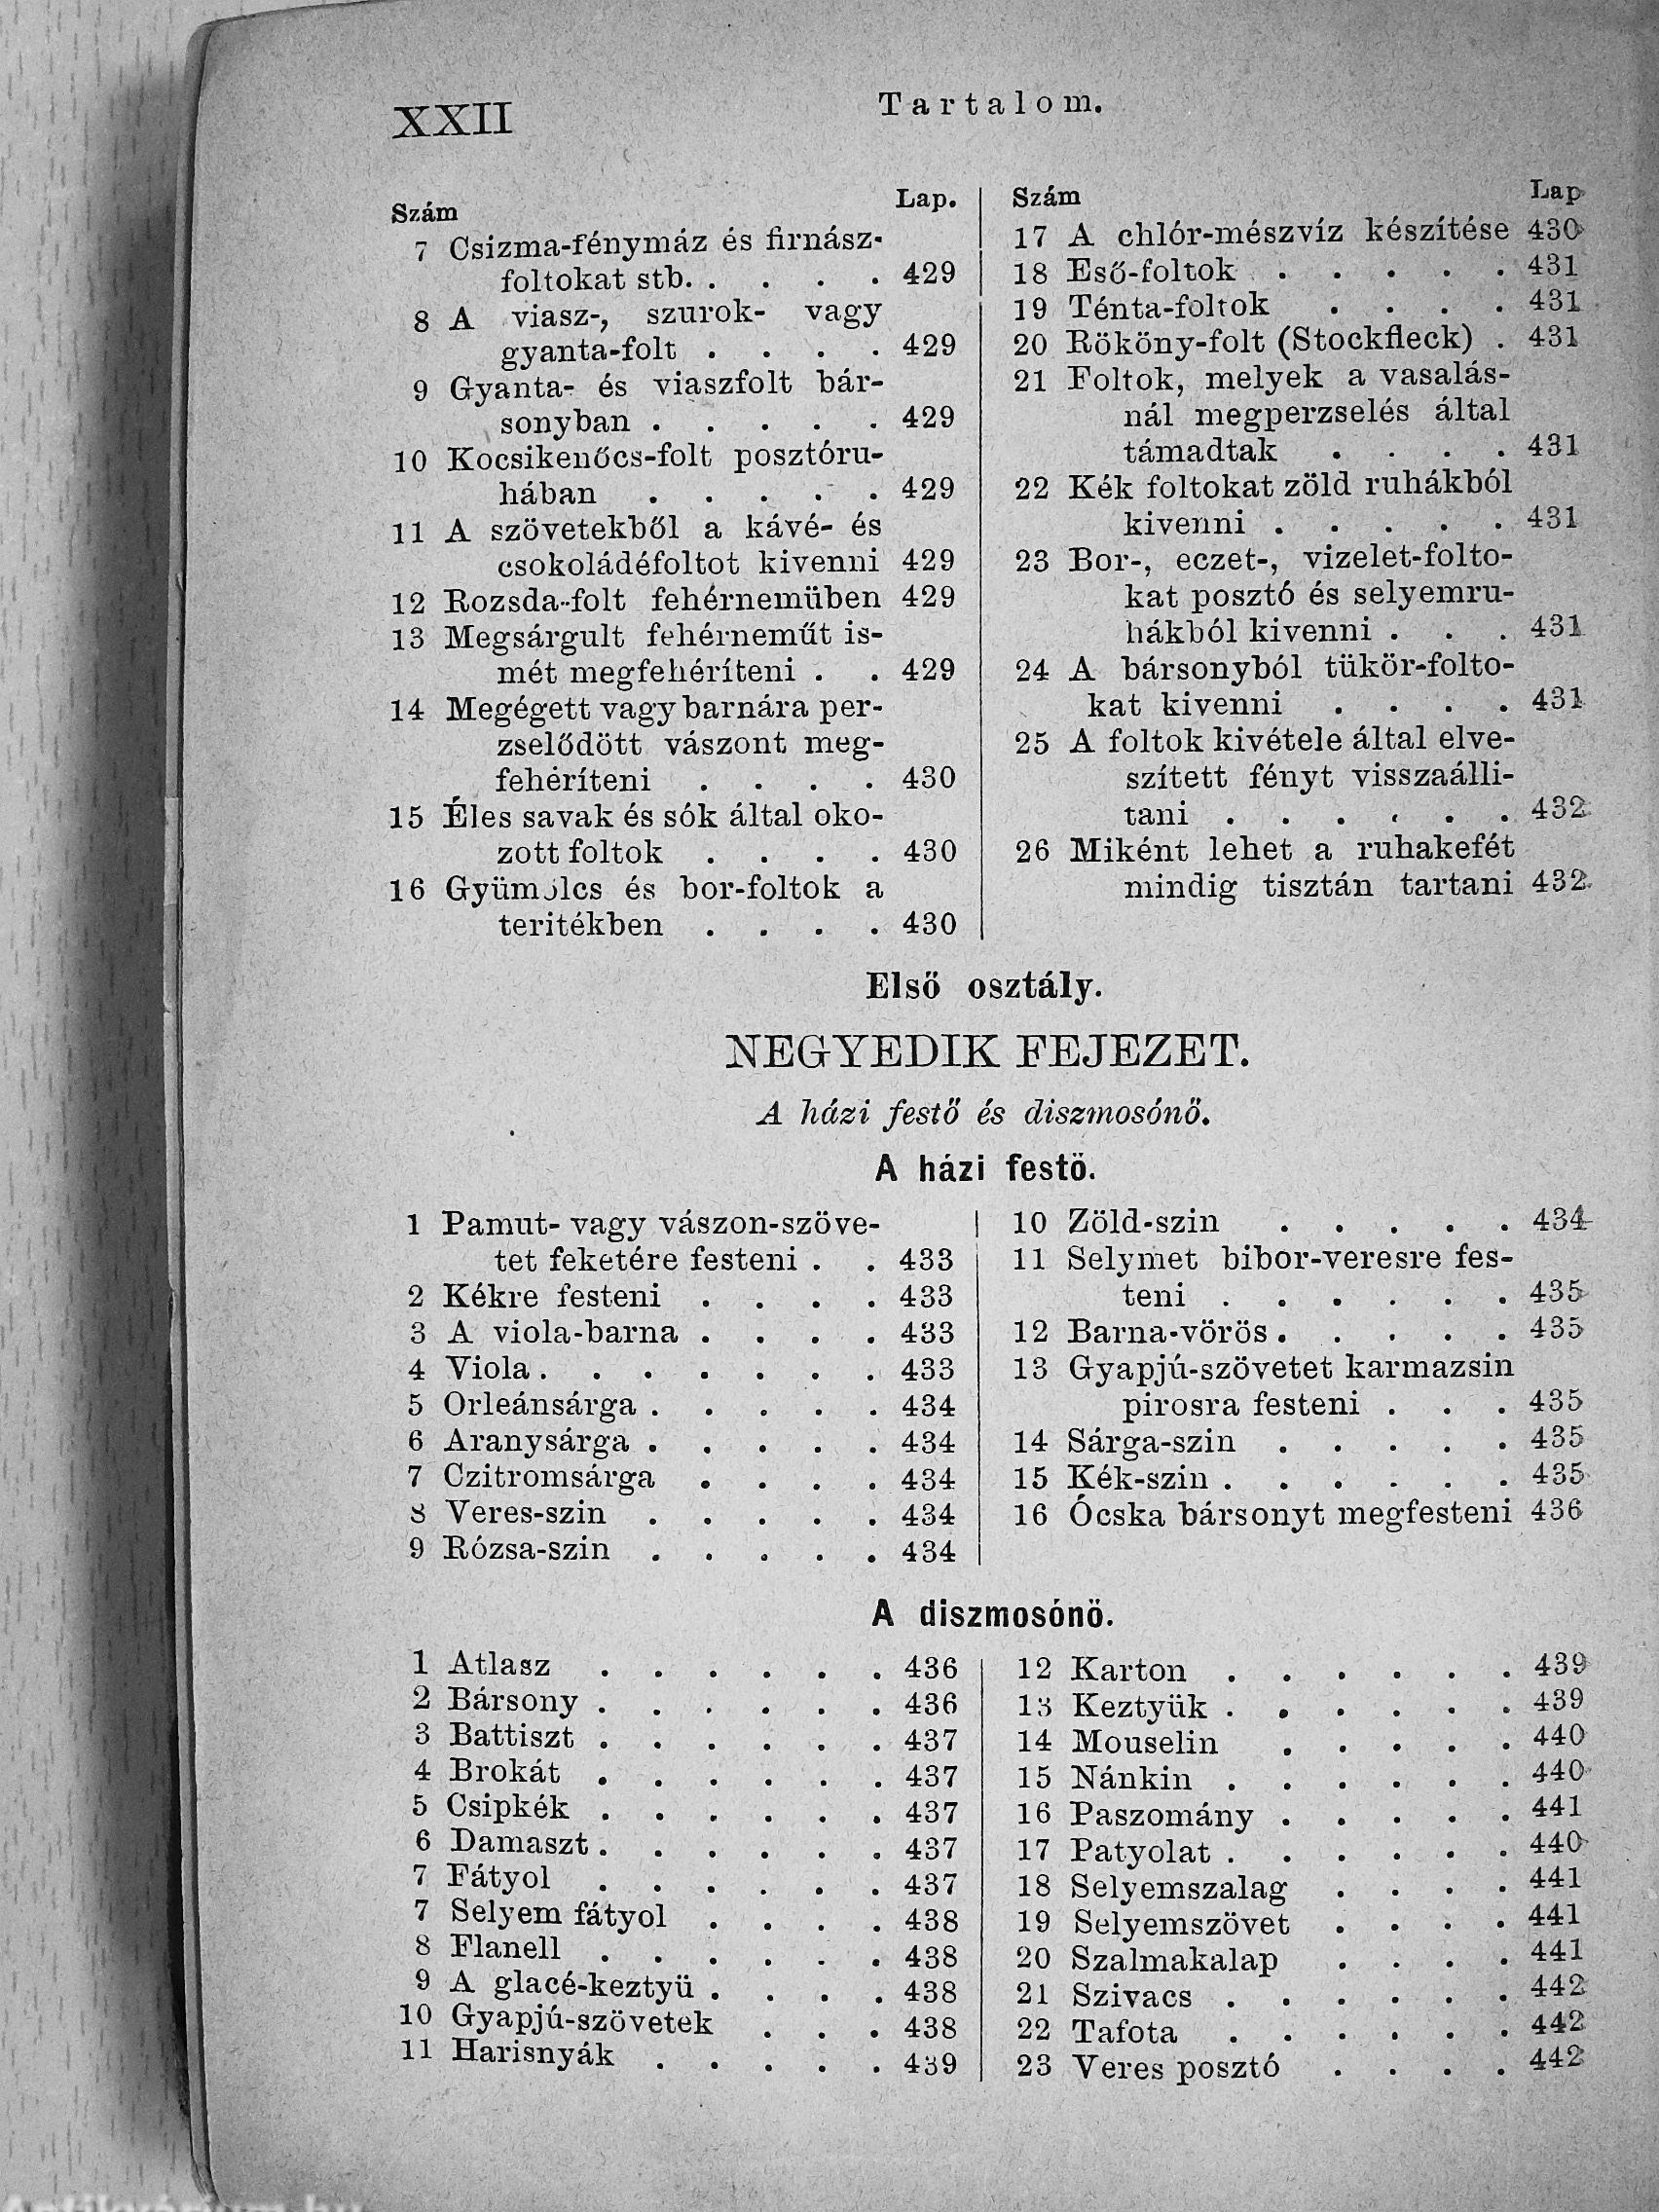 XXII
Tartalom.
Szám Lap.
7 Csizma-fénymáz és firnász-
foltokat stb. . . . . 429
8 A viasz-, szurok- vagy
gyanta-folt . . . . 429
9 Gyanta- és viaszfolt bár-
sonyban . . . . . 429
10 Kocsikenőcs-folt posztóru-
hában . . . . . 429
11 A szövetekből a kávé- és
csokoládéfoltot kivenni 429
12 Rozsda-folt fehérnemüben 429
13 Megsárgult fehérneműt is-
mét megfehéríteni . . 429
14 Megégett vagy barnára per-
zselődött vászont meg-
fehéríteni . . . . 430
15 Éles savak és sók által oko-
zott foltok . . . . 430
16 Gyümölcs és bor-foltok a
teritékben . . . . 430
Szám Lap
17 A chlór-mészvíz készítése 430
18 Eső-foltok . . . . . 431
19 Ténta-foltok . . . . 431
20 Rököny-folt (Stockfleck) . 431
21 Foltok, melyek a vasalás-
nál megperzselés által
támadtak . . . . 431
22 Kék foltokat zöld ruhákból
kivenni . . . . . 431
23 Bor-, eczet-, vizelet-folto-
kat posztó és selyemru-
hákból kivenni . . . 431
24 A bársonyból tükör-folto-
kat kivenni . . . . 431
25 A foltok kivétele által elve-
szített fényt visszaálli-
tani . . . . . . 432
26 Miként lehet a ruhakefét
mindig tisztán tartani 432
Első osztály.
NEGYEDIK FEJEZET.
A házi festő és diszmosónő.
A házi festő.
1 Pamut- vagy vászon-szöve-
tet feketére festeni . . 433
2 Kékre festeni . . . . 433
3 A viola-barna . . . . 433
4 Viola . . . . . . . 433
5 Orleánsárga . . . . . 434
6 Aranysárga . . . . . 434
7 Czitromsárga . . . . 434
8 Veres-szin . . . . . 434
9 Rózsa-szin . . . . . 434
10 Zöld-szin . . . . . 434
11 Selymet bibor-veresre fes-
teni . . . . . . 435
12 Barna-vörös . . . . . 435
13 Gyapjú-szövetet karmazsin
pirosra festeni . . . 435
14 Sárga-szin . . . . . 435
15 Kék-szin . . . . . . 435
16 Ócska bársonyt megfesteni 436
A diszmosónö.
1 Atlasz . . . . . . 436
2 Bársony . . . . . . 436
3 Battiszt . . . . . . 437
4 Brokát . . . . . . 437
5 Csipkék . . . . . . 437
6 Damaszt . . . . . . 437
7 Fátyol . . . . . . 437
7 Selyem fátyol . . . . 438
8 Flanell . . . . . . 438
9 A glacé-keztyü . . . . 438
10 Gyapjú-szövetek . . . 438
11 Harisnyák . . . . . 439
12 Karton . . . . . . 439
13 Keztyük . . . . . . 439
14 Mouselin . . . . . 440
15 Nánkin . . . . . . 440
16 Paszomány . . . . . 441
17 Patyolat . . . . . . 440
18 Selyemszalag . . . . 441
19 Selyemszövet . . . . 441
20 Szalmakalap . . . . 441
21 Szivacs . . . . . . 442
22 Tafota . . . . . . 442
23 Veres posztó . . . . 442